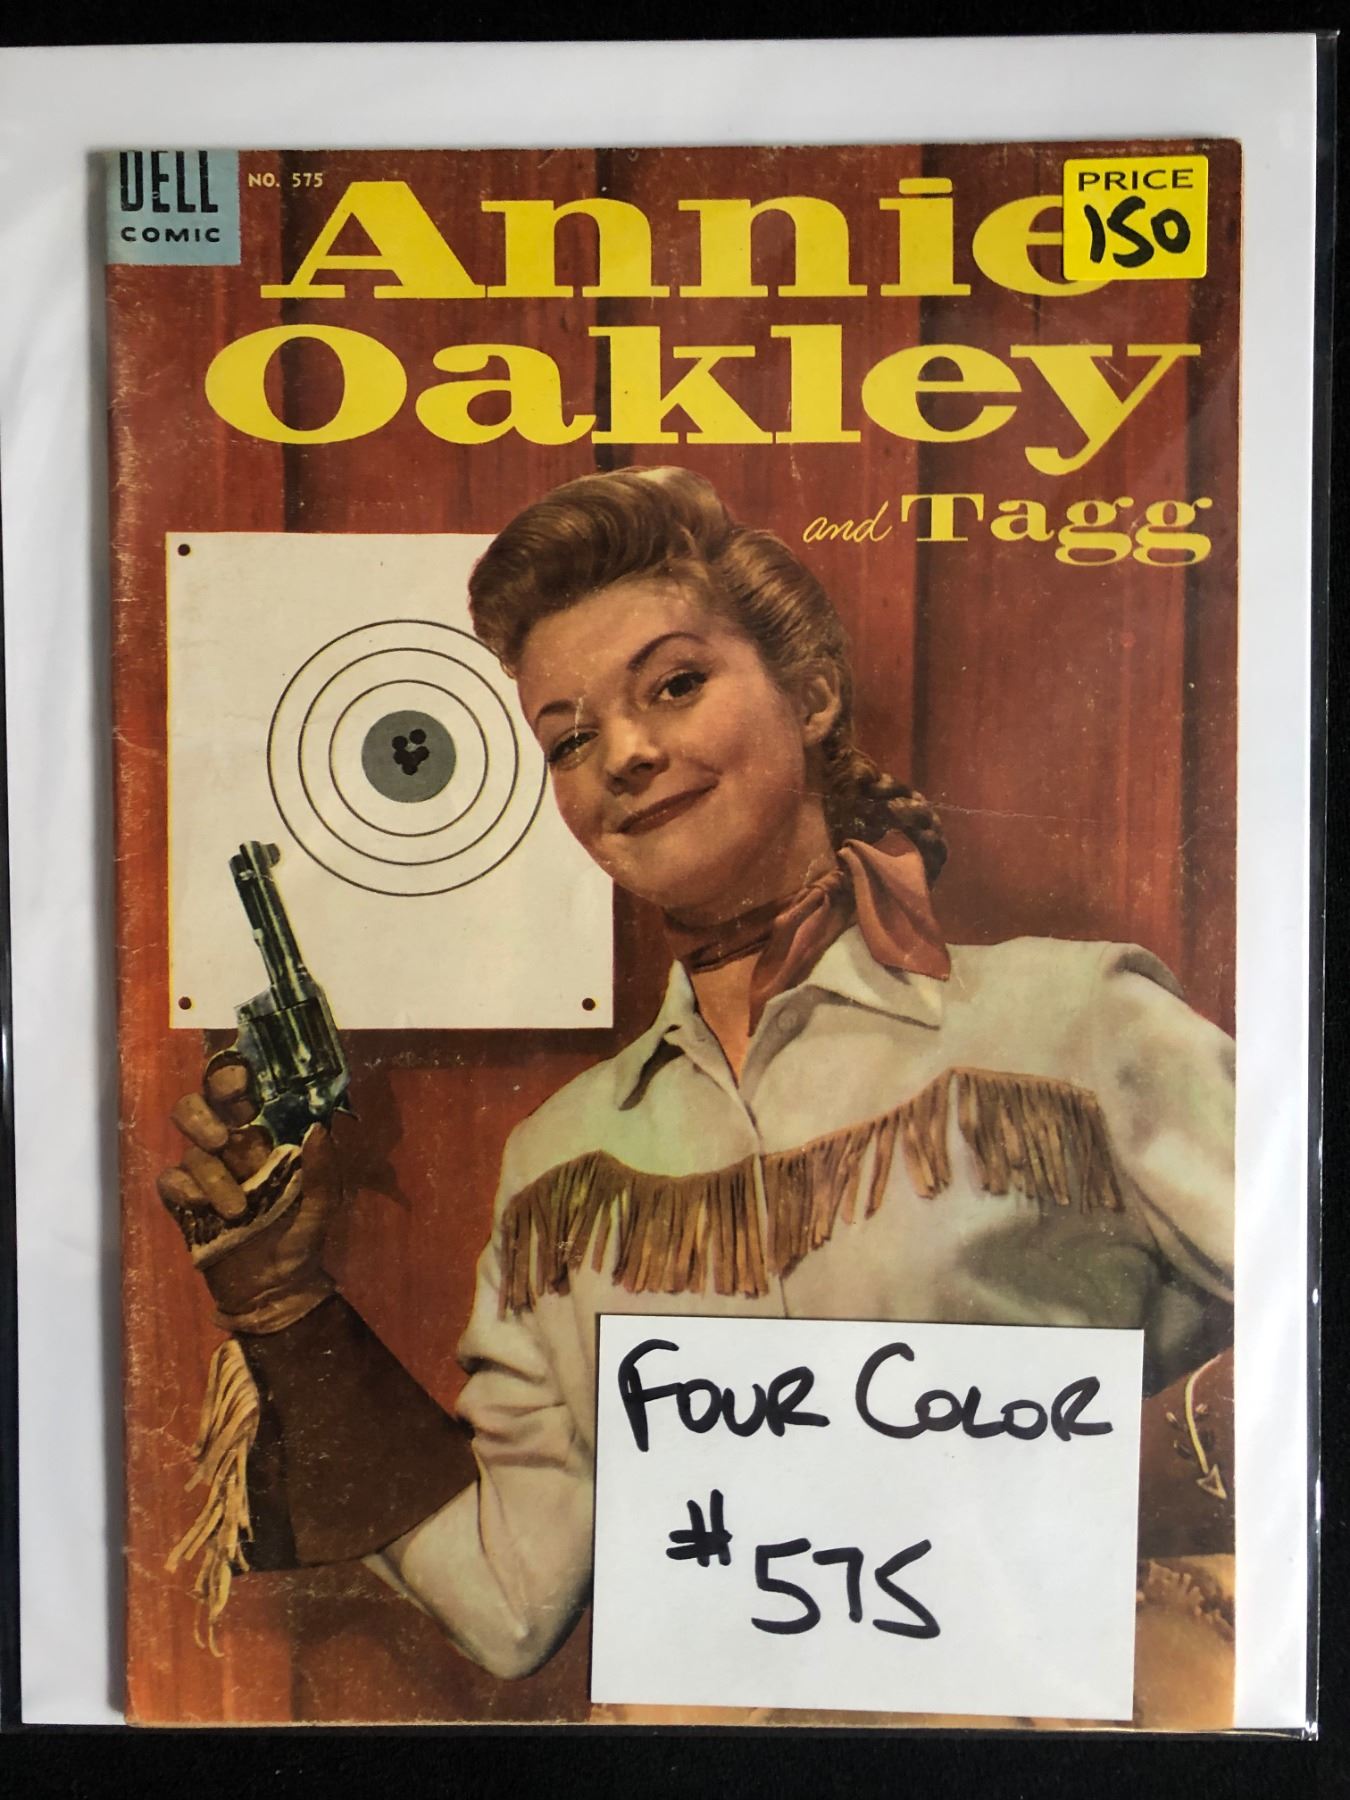 DELL
COMIC
NO. 575
Annie
PRICE
150
Oakley
and Tagg
FOUR COLOR
#575